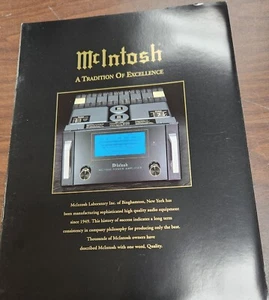 McIntosh
A TRADITION OF EXCELLENCE
McIntosh
McIntosh Laboratory Inc. of Binghamton, New York has
been manufacturing sophisticated high quality audio equipment
since 1949. This history of success indicates a long term
consistency in company philosophy for producing only the best.
Thousands of McIntosh owners have
described McIntosh with one word, Quality.